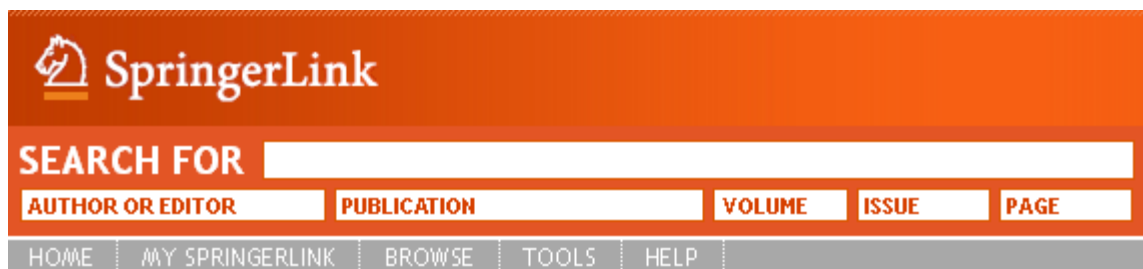 SpringerLink
SEARCH FOR
AUTHOR OR EDITOR PUBLICATION VOLUME ISSUE PAGE
HOME MY SPRINGERLINK BROWSE TOOLS HELP